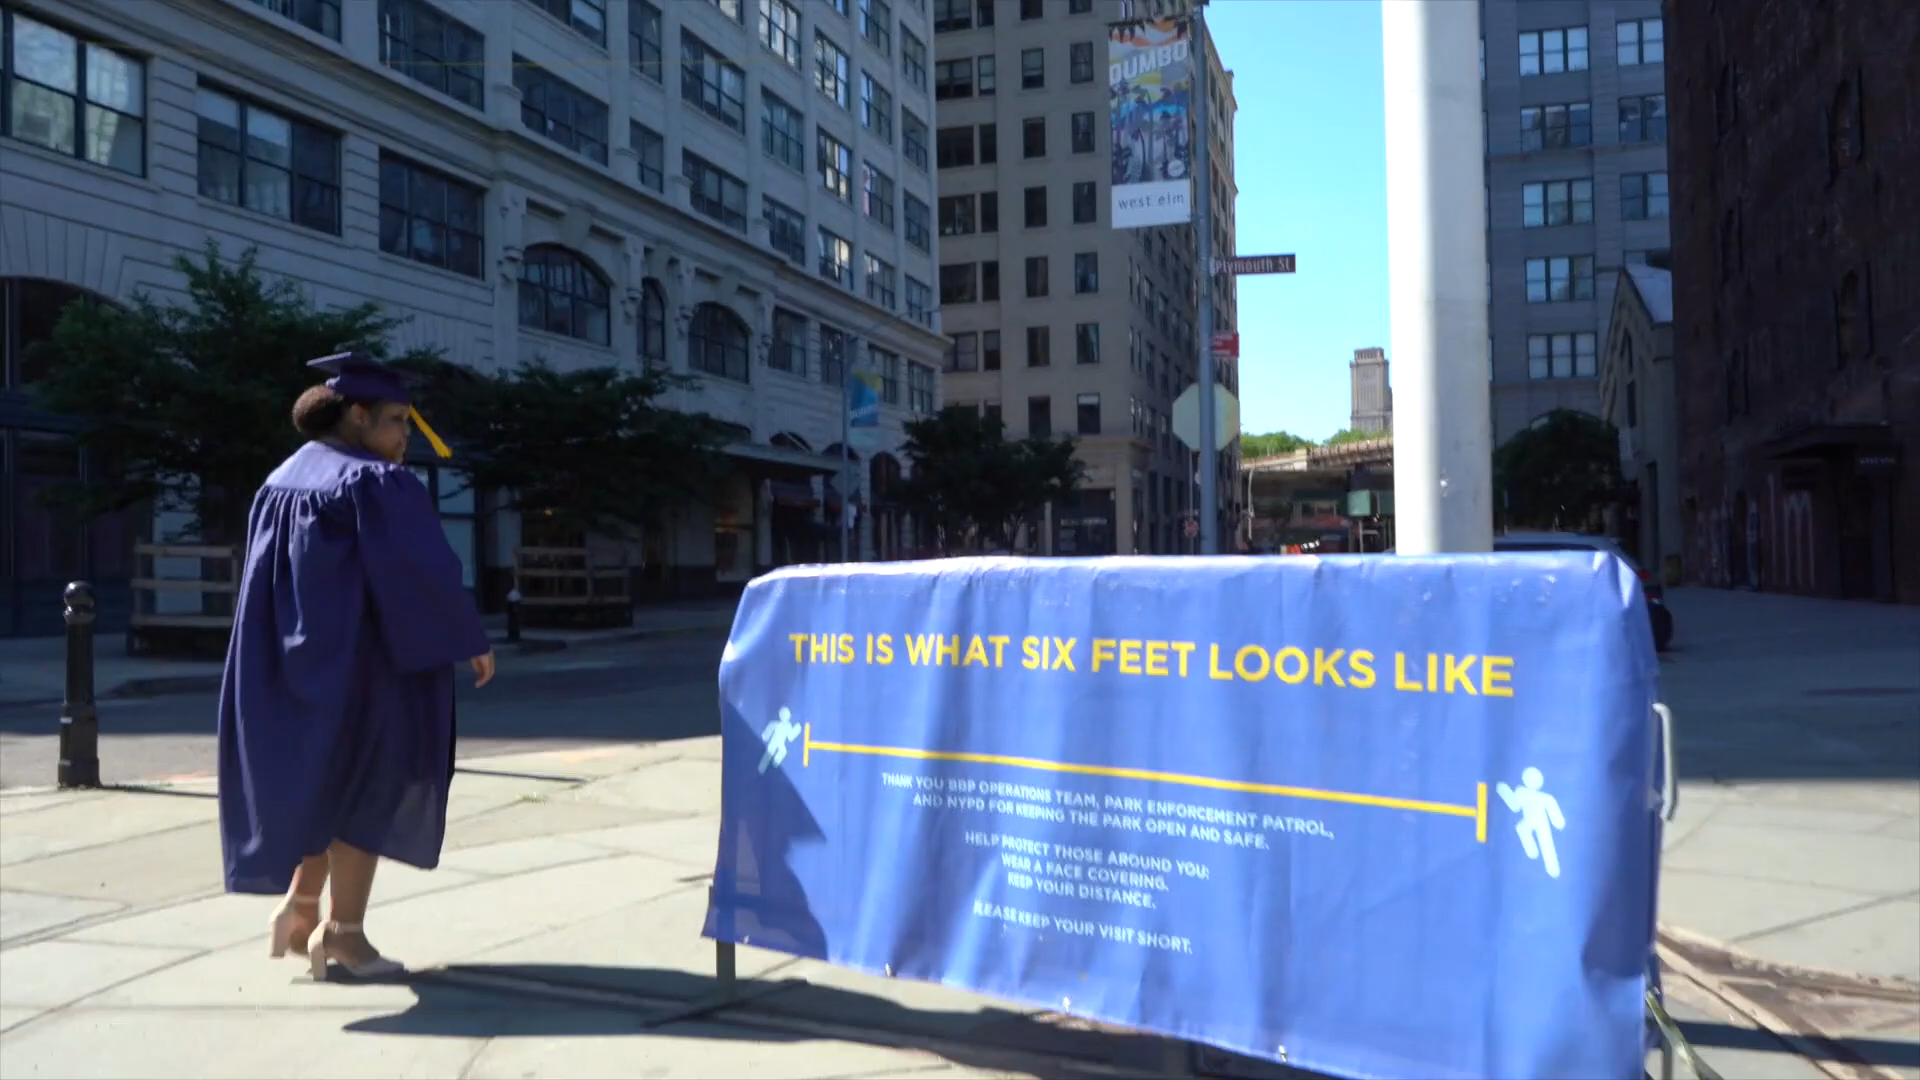 DUMBO
west elm
Plymouth St
THIS IS WHAT SIX FEET LOOKS LIKE
THANK YOU BBP OPERATIONS TEAM, PARK ENFORCEMENT PATROL,
AND NYPD FOR KEEPING THE PARK OPEN AND SAFE.
HELP PROTECT THOSE AROUND YOU:
WEAR A FACE COVERING.
KEEP YOUR DISTANCE.
PLEASE KEEP YOUR VISIT SHORT.